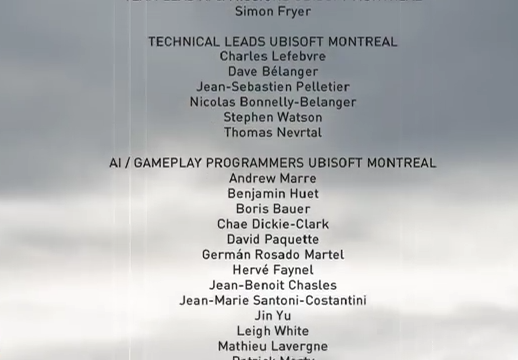 Simon Fryer
TECHNICAL LEADS UBISOFT MONTREAL
Charles Lefebvre
Dave Bélanger
Jean-Sebastien Pelletier
Nicolas Bonnelly-Belanger
Stephen Watson
Thomas Nevrtal
AI / GAMEPLAY PROGRAMMERS UBISOFT MONTREAL
Andrew Marre
Benjamin Huet
Boris Bauer
Chae Dickie-Clark
David Paquette
Germán Rosado Martel
Hervé Faynel
Jean-Benoit Chasles
Jean-Marie Santoni-Costantini
Jin Yu
Leigh White
Mathieu Lavergne